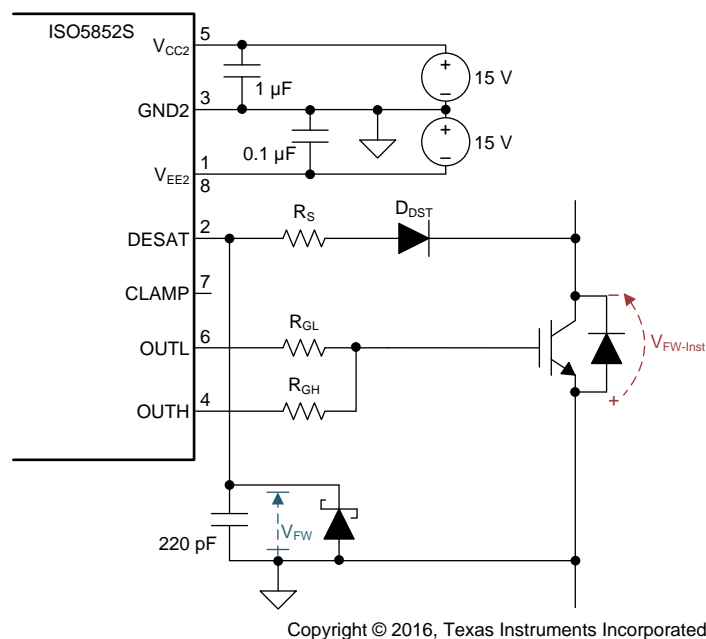 ISO5852S
VCC2 5
1 µF
15 V
GND2 3
0.1 µF
15 V
VEE2 1
8
DESAT 2
RS
DDST
CLAMP 7
OUTL 6
RGL
VFW-Inst
OUTH 4
RGH
220 pF
VFW
Copyright © 2016, Texas Instruments Incorporated